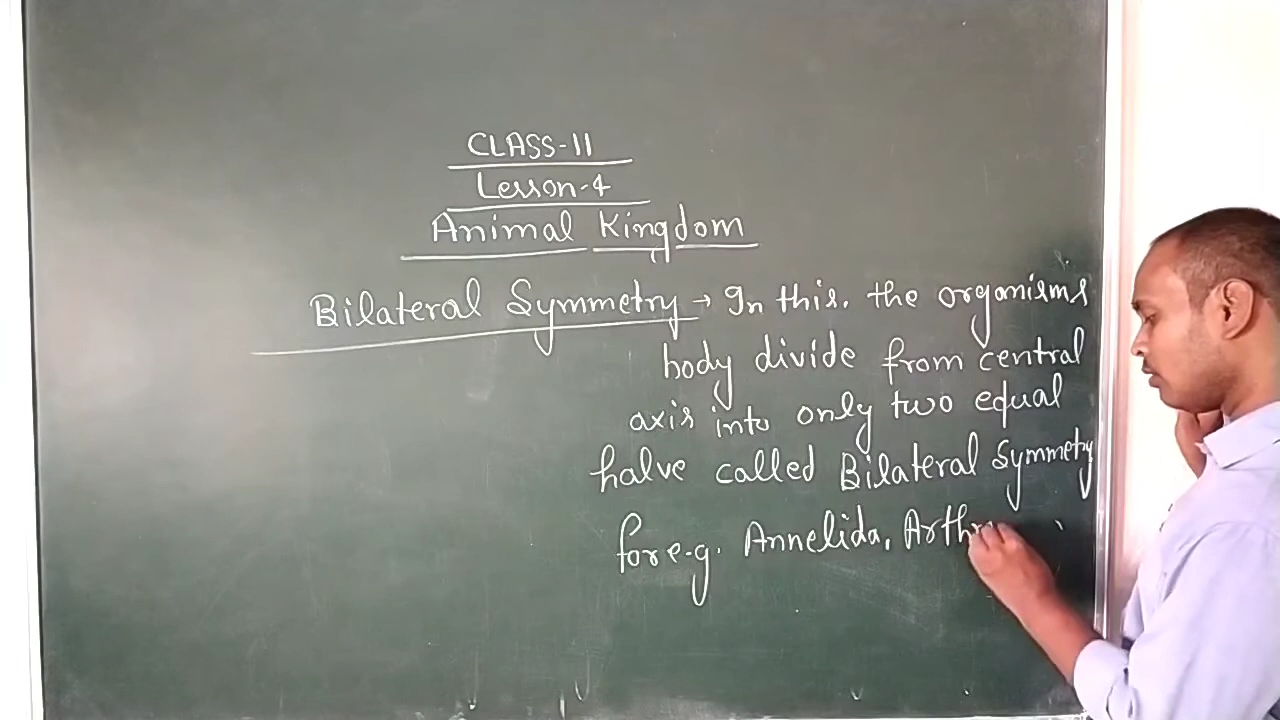 CLASS-11
Lesson-4
Animal Kingdom
Bilateral Symmetry → In this. the organisms
body divide from central
axis into only two equal
halve called Bilateral Symmetry
for e.g. Annelida, Arthr